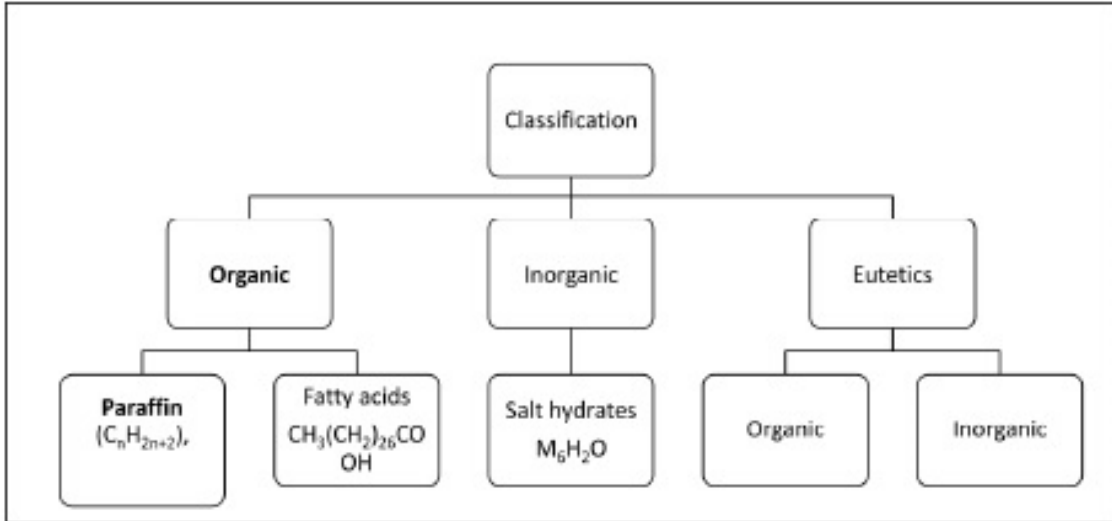 Classification
Organic
Inorganic
Eutetics
Paraffin
(CₙH₂ₙ₊₂),
Fatty acids
CH₃(CH₂)₂₆CO
OH
Salt hydrates
M₆H₂O
Organic
Inorganic